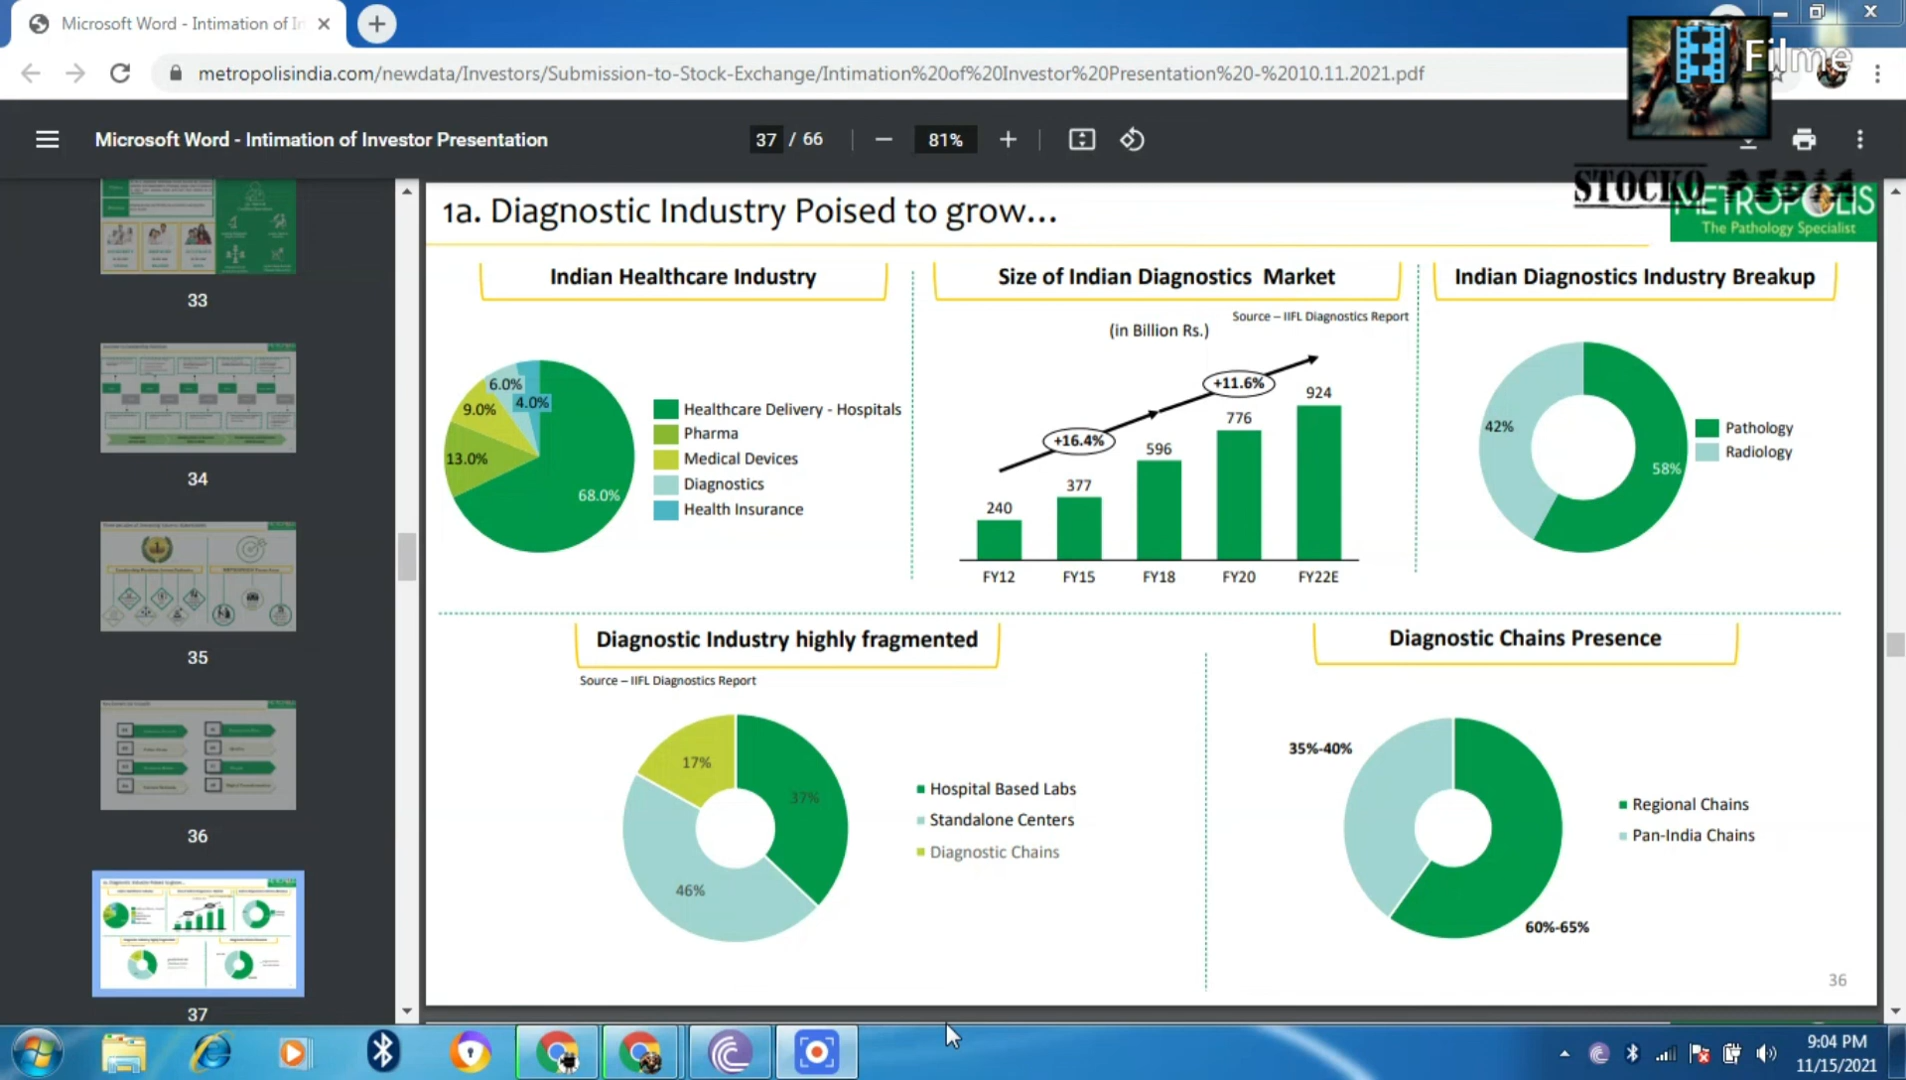 Microsoft Word - Intimation of In
Filme
metropolisindia.com/newdata/Investors/Submission-to-Stock-Exchange/Intimation%20of%20Investor%20Presentation%20-%2010.11.2021.pdf
Microsoft Word - Intimation of Investor Presentation
37 / 66
81%
STOCKO PEDIA
METROPOLIS
The Pathology Specialist
1a. Diagnostic Industry Poised to grow...
33
34
35
36
37
Indian Healthcare Industry
6.0%
4.0%
9.0%
13.0%
68.0%
Healthcare Delivery - Hospitals
Pharma
Medical Devices
Diagnostics
Health Insurance
Size of Indian Diagnostics Market
Source – IIFL Diagnostics Report
(in Billion Rs.)
+16.4%
+11.6%
240
377
596
776
924
FY12
FY15
FY18
FY20
FY22E
Indian Diagnostics Industry Breakup
42%
58%
Pathology
Radiology
Diagnostic Industry highly fragmented
Source – IIFL Diagnostics Report
17%
37%
46%
Hospital Based Labs
Standalone Centers
Diagnostic Chains
Diagnostic Chains Presence
35%-40%
60%-65%
Regional Chains
Pan-India Chains
36
9:04 PM
11/15/2021